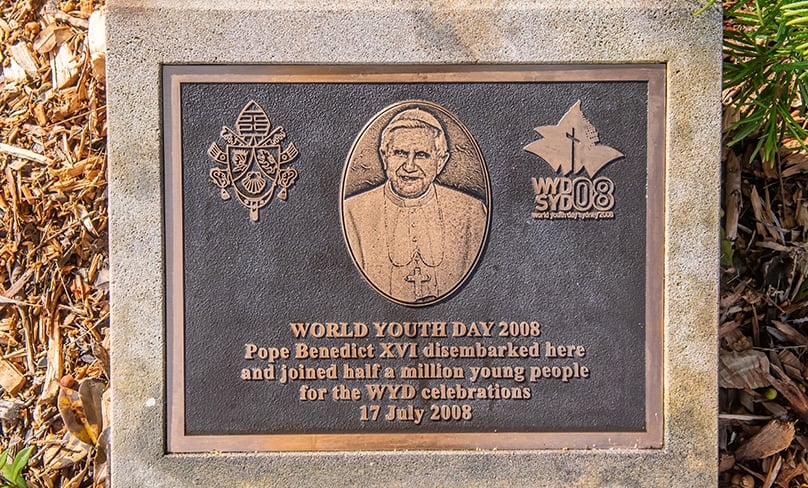 WYD
SYD08
world youth day sydney 2008
WORLD YOUTH DAY 2008
Pope Benedict XVI disembarked here
and joined half a million young people
for the WYD celebrations
17 July 2008